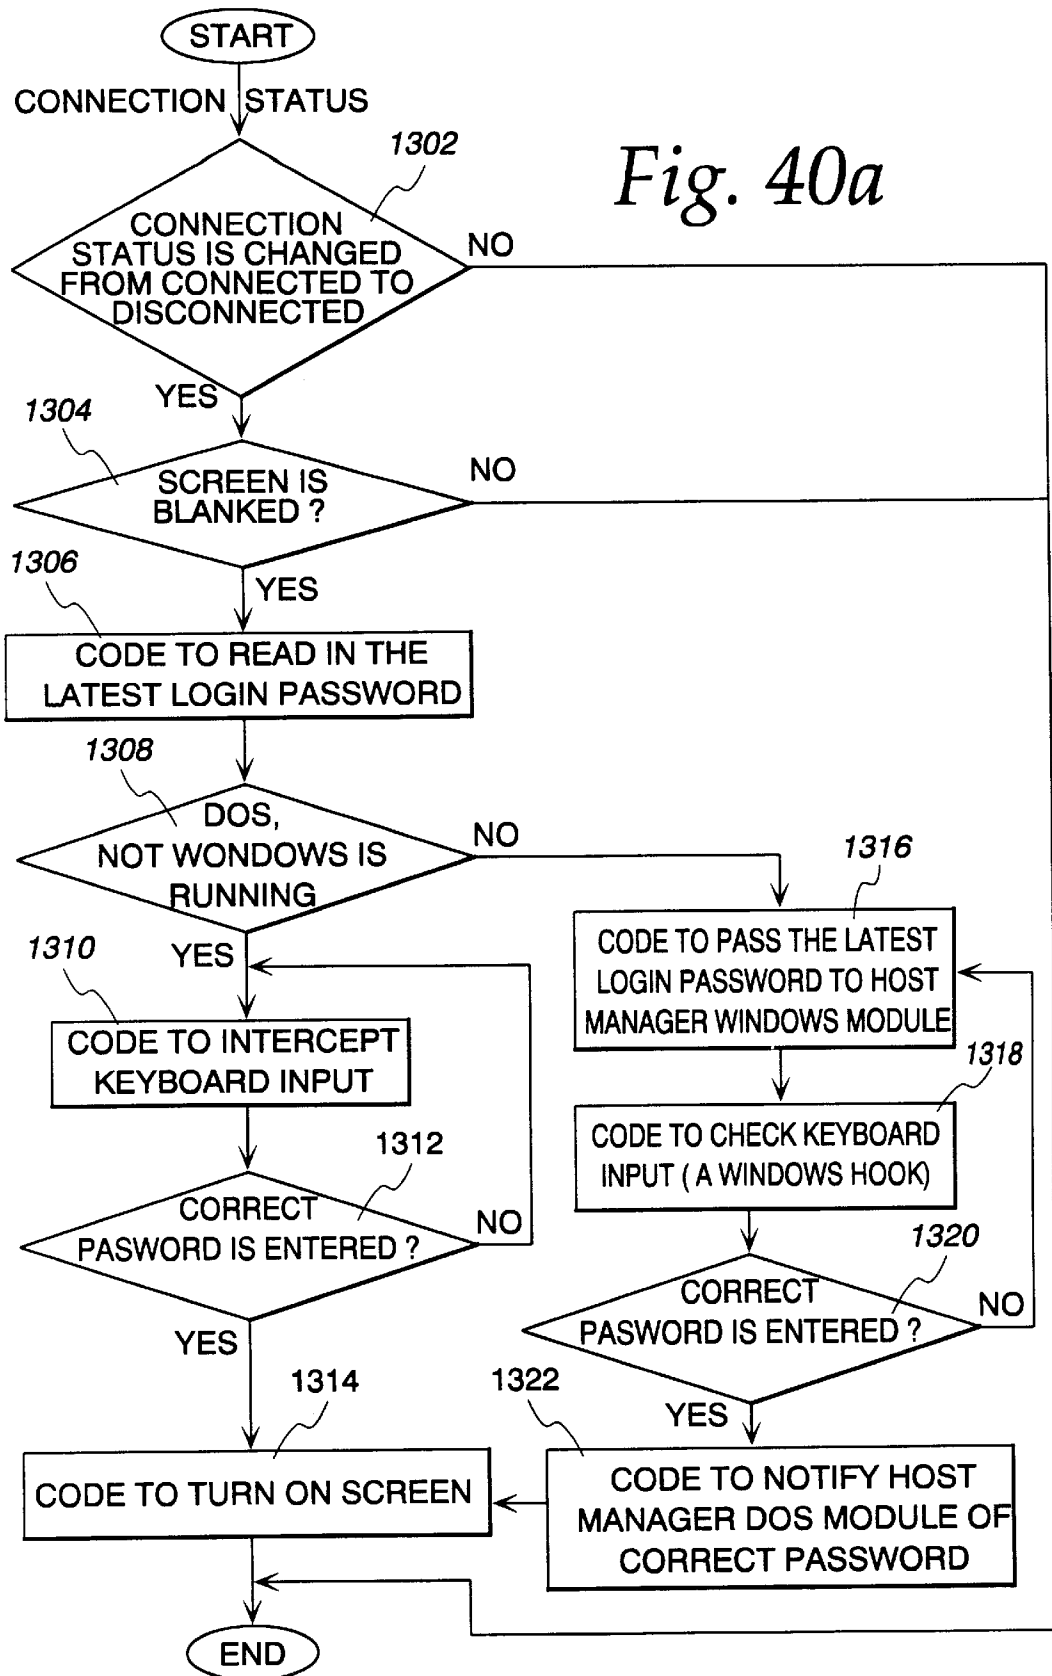 START
CONNECTION STATUS
1302
Fig. 40a
CONNECTION
STATUS IS CHANGED
FROM CONNECTED TO
DISCONNECTED
NO
YES
1304
SCREEN IS
BLANKED ?
NO
YES
1306
CODE TO READ IN THE
LATEST LOGIN PASSWORD
1308
DOS,
NOT WONDOWS IS
RUNNING
NO
YES
1310
CODE TO INTERCEPT
KEYBOARD INPUT
1312
CORRECT
PASWORD IS ENTERED ?
NO
YES
1314
CODE TO TURN ON SCREEN
1316
CODE TO PASS THE LATEST
LOGIN PASSWORD TO HOST
MANAGER WINDOWS MODULE
1318
CODE TO CHECK KEYBOARD
INPUT ( A WINDOWS HOOK)
1320
CORRECT
PASWORD IS ENTERED ?
NO
YES
1322
CODE TO NOTIFY HOST
MANAGER DOS MODULE OF
CORRECT PASSWORD
END